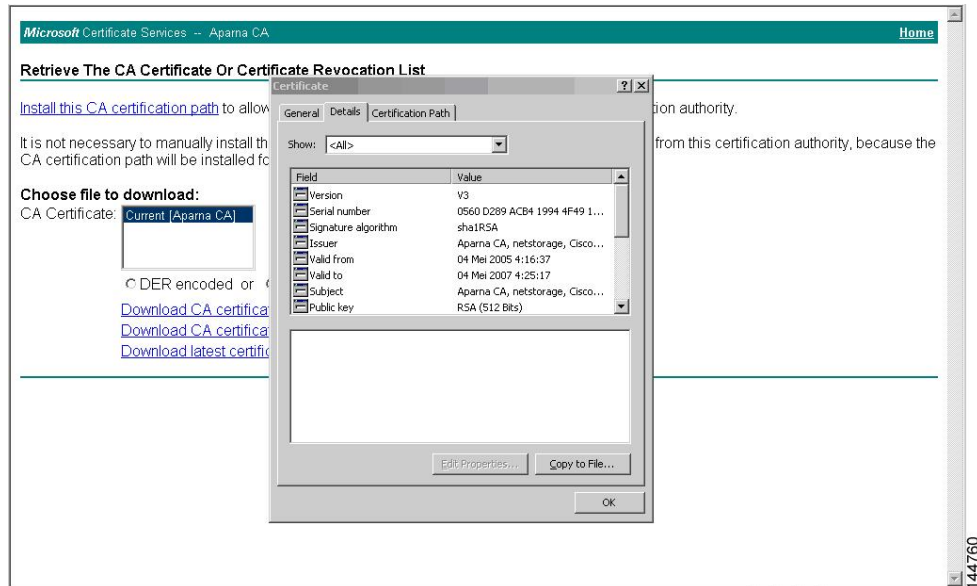 Microsoft Certificate Services -- Aparna CA Home
Retrieve The CA Certificate Or Certificate Revocation List
Install this CA certification path to allow
tion authority.
It is not necessary to manually install th
from this certification authority, because the
CA certification path will be installed fo
Choose file to download:
CA Certificate: Current [Aparna CA]
DER encoded or
Download CA certifica
Download CA certifica
Download latest certific
Certificate
General Details Certification Path
Show: <All>
Field Value
Version V3
Serial number 0560 D289 ACB4 1994 4F49 1...
Signature algorithm sha1RSA
Issuer Aparna CA, netstorage, Cisco...
Valid from 04 Mei 2005 4:16:37
Valid to 04 Mei 2007 4:25:17
Subject Aparna CA, netstorage, Cisco...
Public key RSA (512 Bits)
Edit Properties... Copy to File...
OK
44760